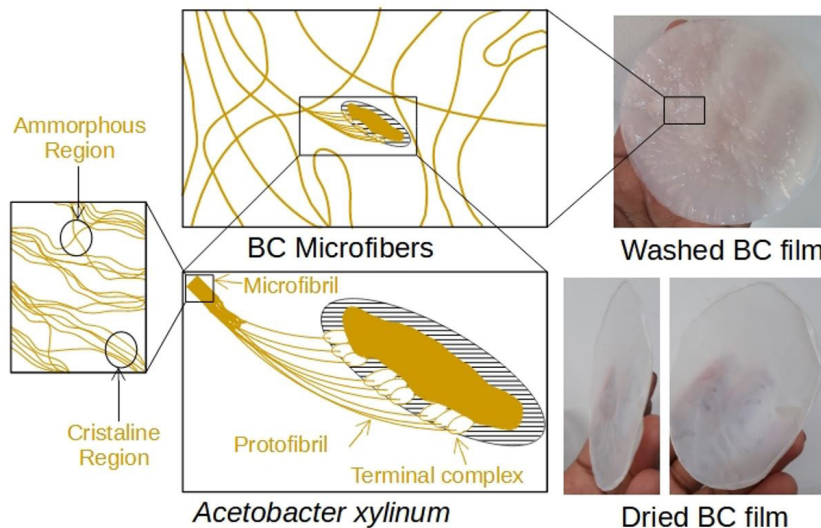 Ammorphous
Region
BC Microfibers
Washed BC film
Microfibril
Cristaline
Region
Protofibril
Terminal complex
Acetobacter xylinum
Dried BC film